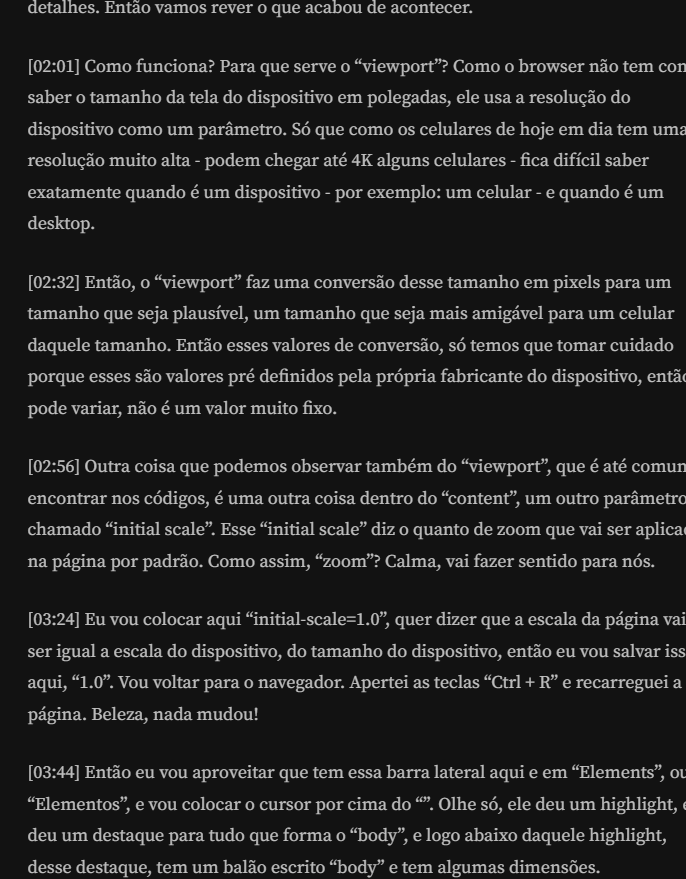 detalhes. Então vamos rever o que acabou de acontecer.
[02:01] Como funciona? Para que serve o “viewport”? Como o browser não tem
saber o tamanho da tela do dispositivo em polegadas, ele usa a resolução do
dispositivo como um parâmetro. Só que como os celulares de hoje em dia tem uma
resolução muito alta - podem chegar até 4K alguns celulares - fica difícil saber
exatamente quando é um dispositivo - por exemplo: um celular - e quando é um
desktop.
[02:32] Então, o “viewport” faz uma conversão desse tamanho em pixels para um
tamanho que seja plausível, um tamanho que seja mais amigável para um celular
daquele tamanho. Então esses valores de conversão, só temos que tomar cuidado
porque esses são valores pré definidos pela própria fabricante do dispositivo,
pode variar, não é um valor muito fixo.
[02:56] Outra coisa que podemos observar também do “viewport”, que é até
encontrar nos códigos, é uma outra coisa dentro do “content”, um outro parâmetro
chamado “initial scale”. Esse “initial scale” diz o quanto de zoom que vai ser
na página por padrão. Como assim, “zoom”? Calma, vai fazer sentido para nós.
[03:24] Eu vou colocar aqui “initial-scale=1.0”, quer dizer que a escala da página vai
ser igual a escala do dispositivo, do tamanho do dispositivo, então eu vou salvar
aqui, “1.0”. Vou voltar para o navegador. Apertei as teclas “Ctrl + R” e recarreguei a
página. Beleza, nada mudou!
[03:44] Então eu vou aproveitar que tem essa barra lateral aqui e em “Elements”,
“Elementos”, e vou colocar o cursor por cima do “”. Olhe só, ele deu um highlight,
deu um destaque para tudo que forma o “body”, e logo abaixo daquele highlight,
desse destaque, tem um balão escrito “body” e tem algumas dimensões.